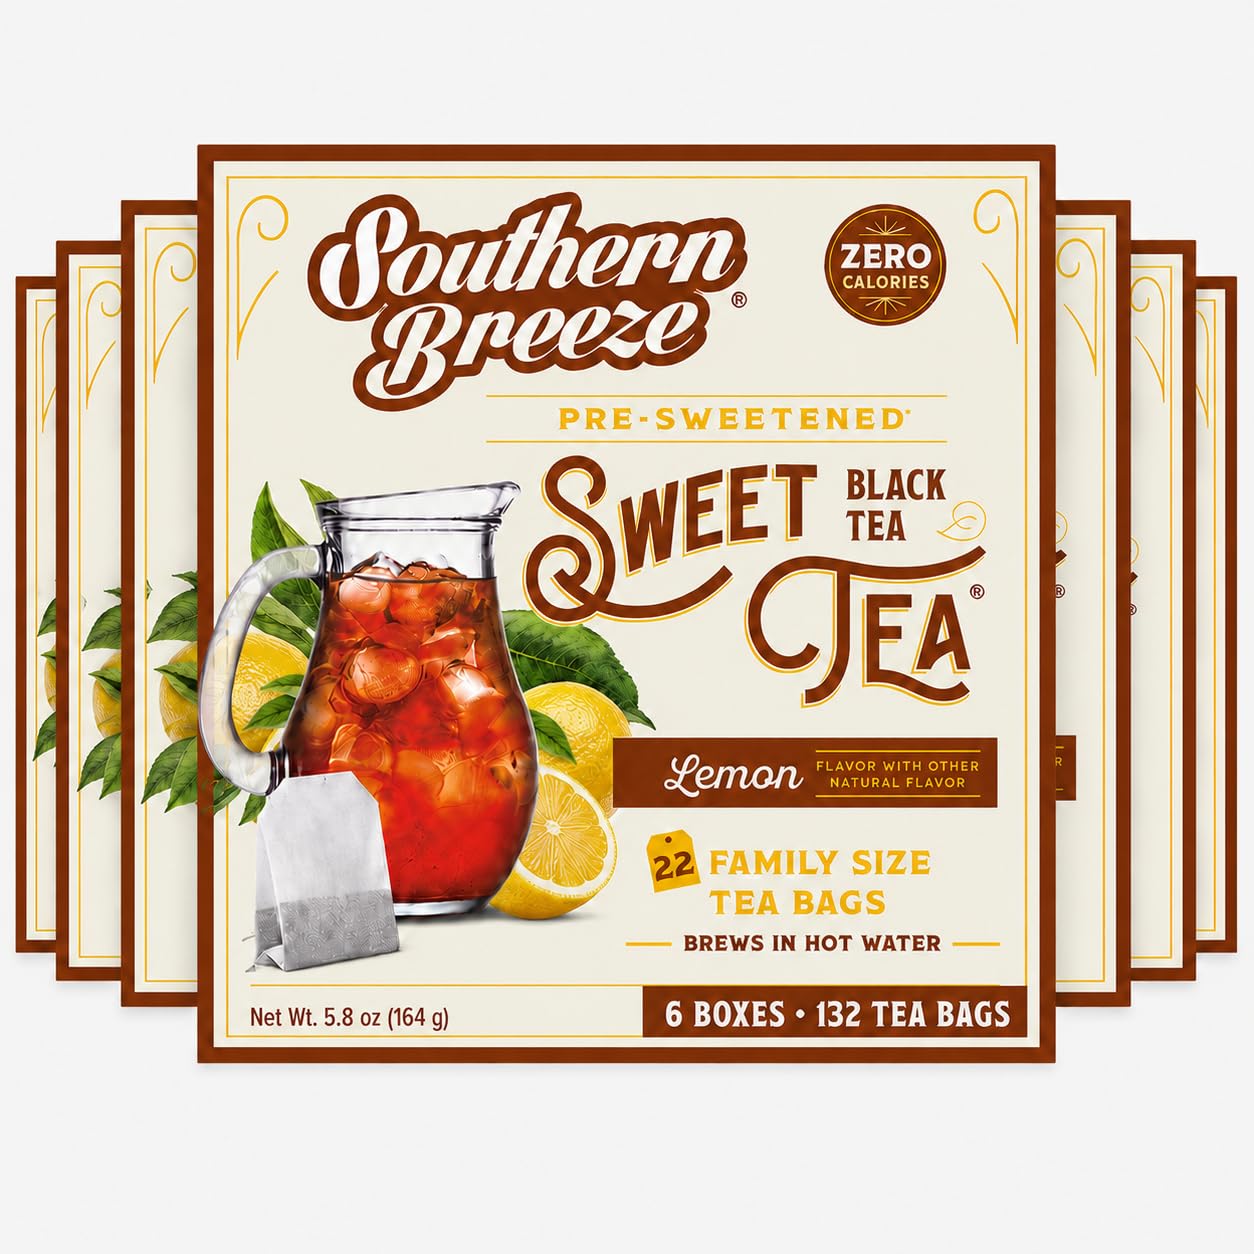 Southern
Breeze®
ZERO
CALORIES
PRE-SWEETENED*
SWEET
BLACK
TEA
TEA®
Lemon
FLAVOR WITH OTHER
NATURAL FLAVOR
22
FAMILY SIZE
TEA BAGS
BREWS IN HOT WATER
Net Wt. 5.8 oz (164 g)
6 BOXES • 132 TEA BAGS
R
®
®